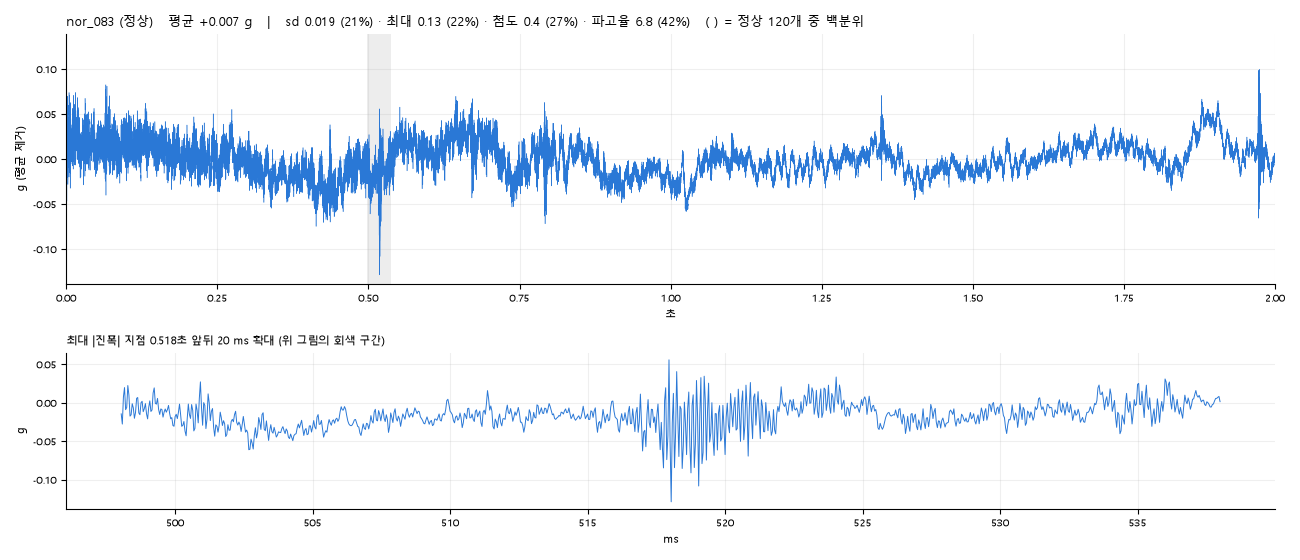 nor_083 (정상) 평균 +0.007 g | sd 0.019 (21%) · 최대 0.13 (22%) · 첨도 0.4 (27%) · 파고율 6.8 (42%) ( ) = 정상 120개 중 백분위
g (평균 제거)
0.10
0.05
0.00
-0.05
-0.10
0.00 0.25 0.50 0.75 1.00 1.25 1.50 1.75 2.00
초
최대 |진폭| 지점 0.518초 앞뒤 20 ms 확대 (위 그림의 회색 구간)
g
0.05
0.00
-0.05
-0.10
500 505 510 515 520 525 530 535
ms